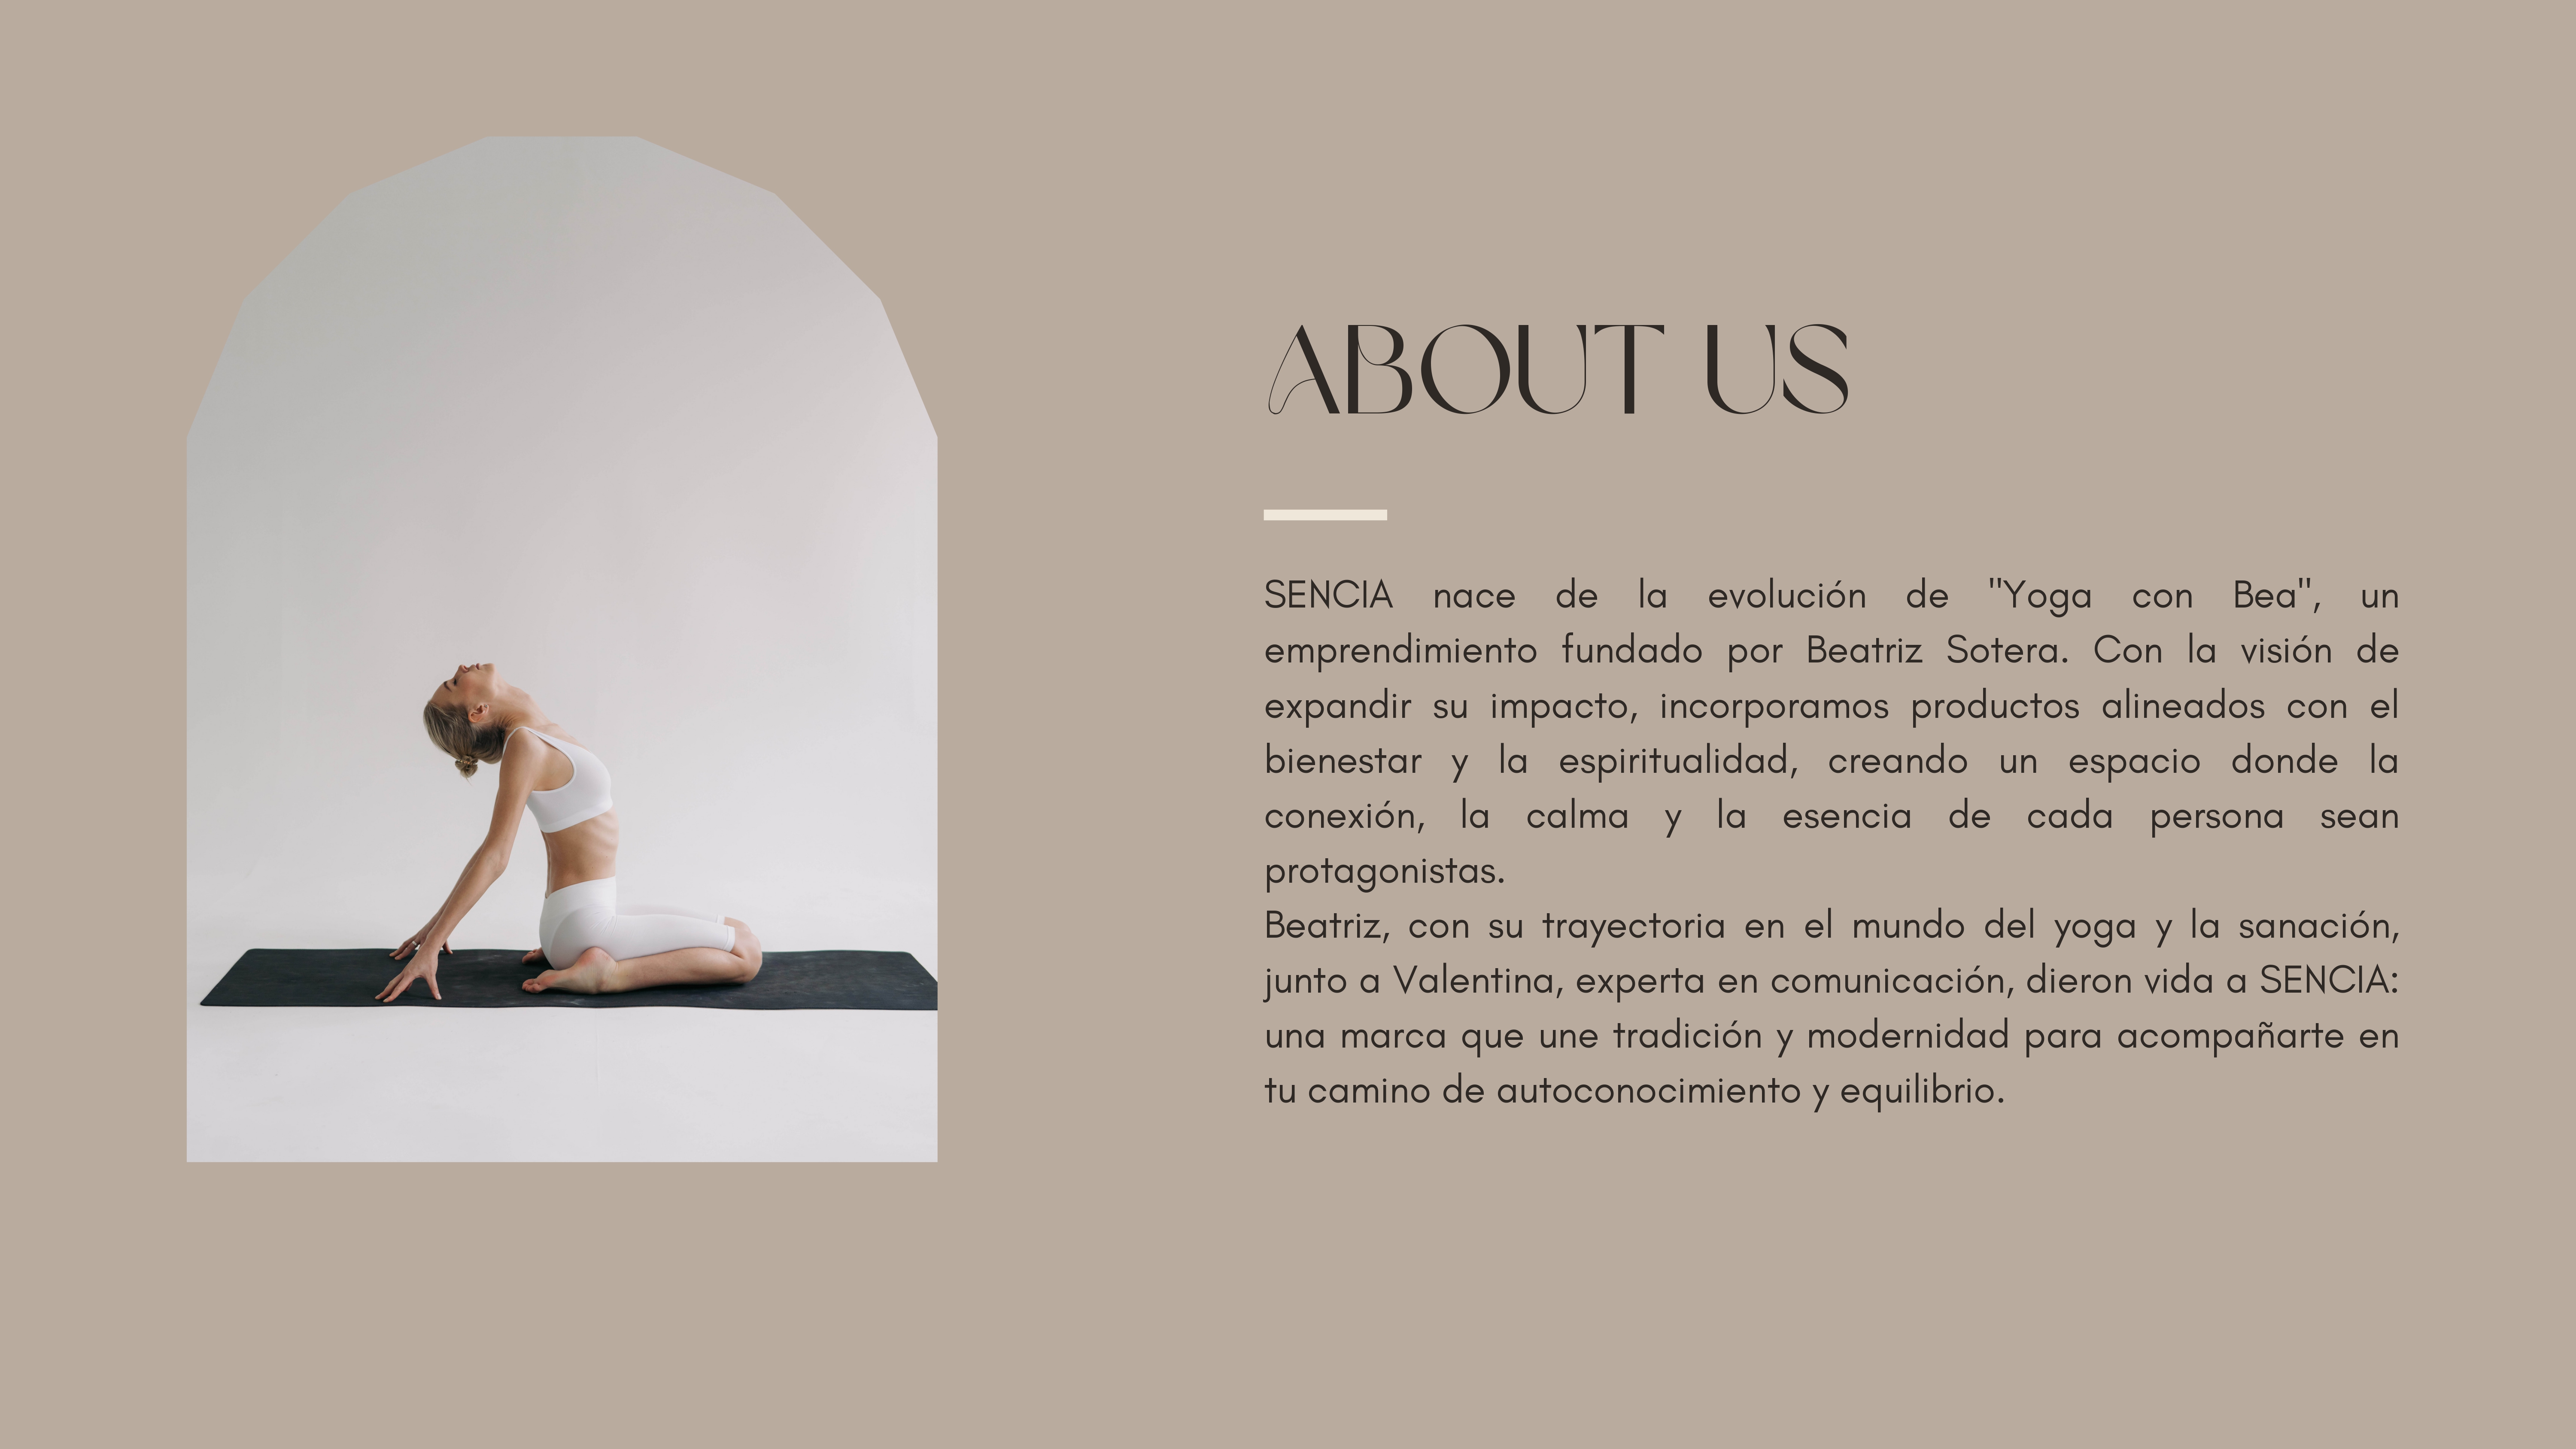 ABOUT US
SENCIA nace de la evolución de "Yoga con Bea", un
emprendimiento fundado por Beatriz Sotera. Con la visión de
expandir su impacto, incorporamos productos alineados con el
bienestar y la espiritualidad, creando un espacio donde la
conexión, la calma y la esencia de cada persona sean
protagonistas.
Beatriz, con su trayectoria en el mundo del yoga y la sanación,
junto a Valentina, experta en comunicación, dieron vida a SENCIA:
una marca que une tradición y modernidad para acompañarte en
tu camino de autoconocimiento y equilibrio.